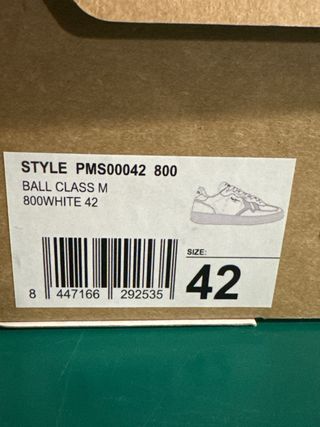 STYLE PMS00042 800
BALL CLASS M
800WHITE 42
SIZE:
42
8 447166 292535